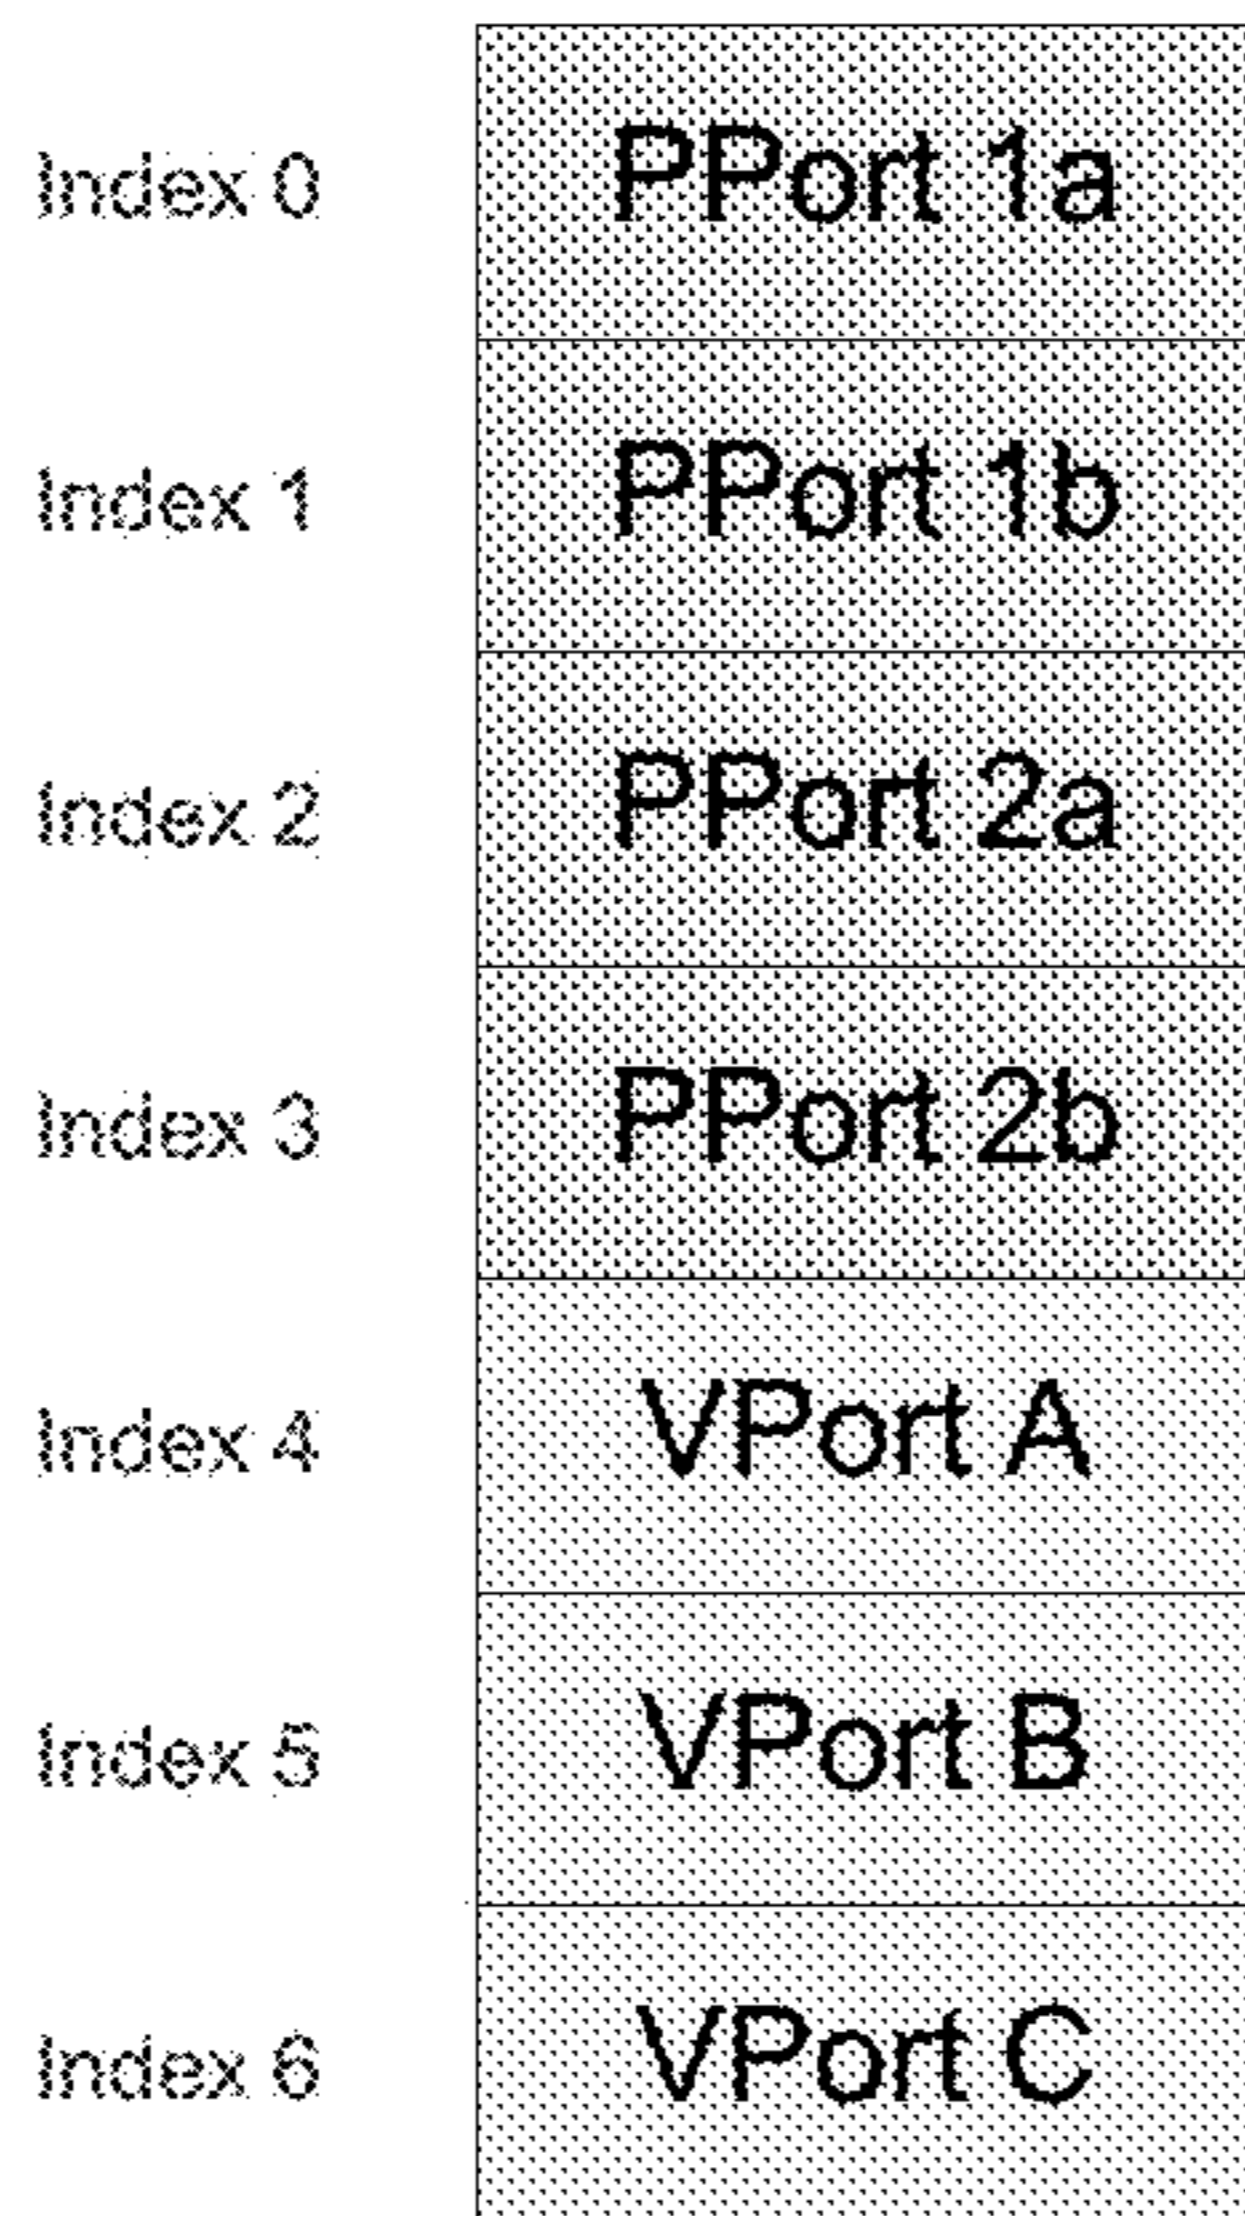 Index 0 PPort 1a
Index 1 PPort 1b
Index 2 PPort 2a
Index 3 PPort 2b
Index 4 VPort A
Index 5 VPort B
Index 6 VPort C